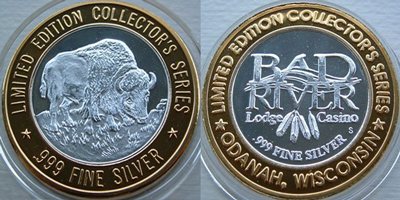 LIMITED EDITION COLLECTOR'S SERIES
.999 FINE SILVER
LIMITED EDITION COLLECTOR'S SERIES
BAD
RIVER
Lodge Casino
.999 FINE SILVER
S
ODANAH, WISCONSIN